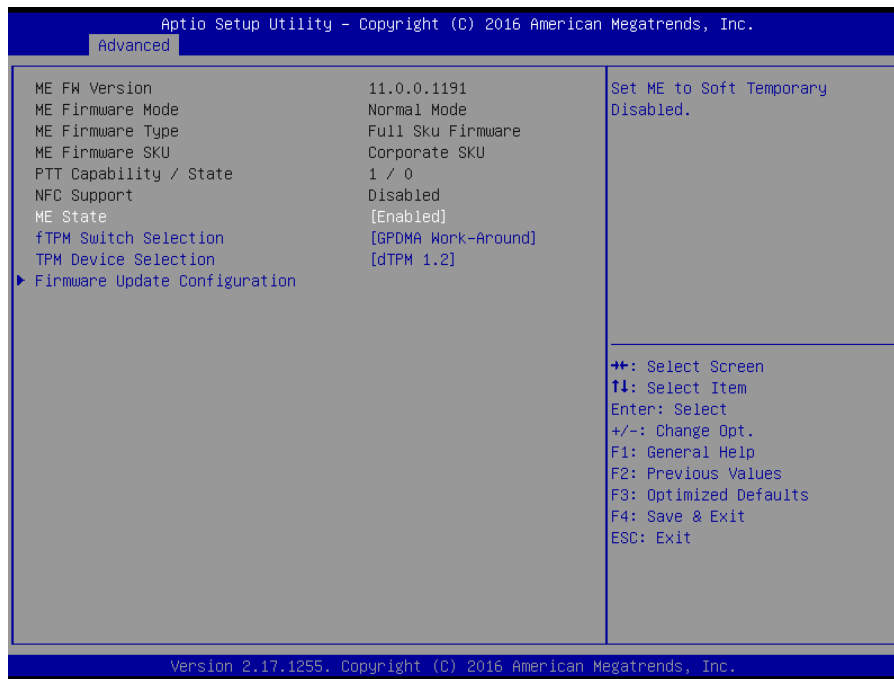 Aptio Setup Utility – Copyright (C) 2016 American Megatrends, Inc.
Advanced
ME FW Version 11.0.0.1191
ME Firmware Mode Normal Mode
ME Firmware Type Full Sku Firmware
ME Firmware SKU Corporate SKU
PTT Capability / State 1 / 0
NFC Support Disabled
ME State [Enabled]
fTPM Switch Selection [GPDMA Work-Around]
TPM Device Selection [dTPM 1.2]
▶ Firmware Update Configuration
Set ME to Soft Temporary
Disabled.
→←: Select Screen
↑↓: Select Item
Enter: Select
+/-: Change Opt.
F1: General Help
F2: Previous Values
F3: Optimized Defaults
F4: Save & Exit
ESC: Exit
Version 2.17.1255. Copyright (C) 2016 American Megatrends, Inc.